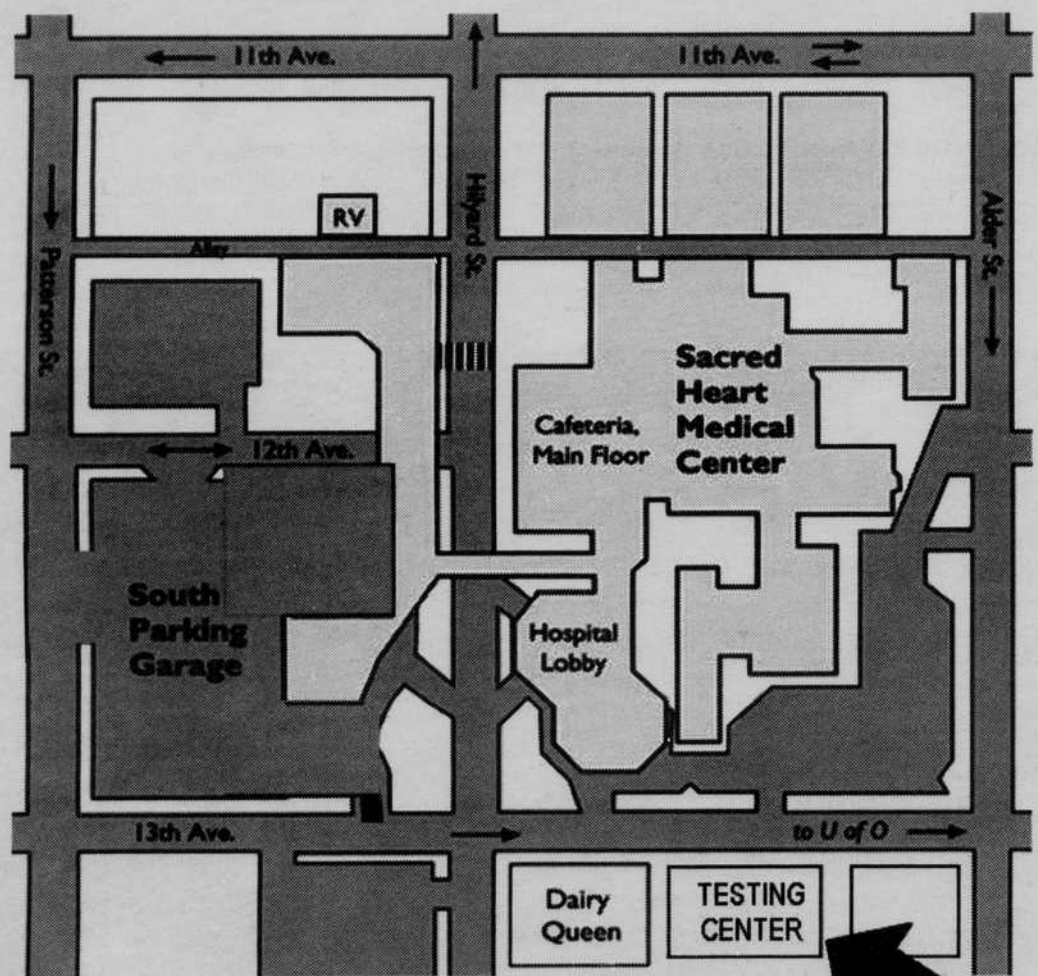 11th Ave.
11th Ave.
Hilyard St.
Patterson St.
Alder St.
RV
Alley
Sacred
Heart
Medical
Center
Cafeteria,
Main Floor
12th Ave.
South
Parking
Garage
Hospital
Lobby
13th Ave.
to U of O
Dairy
Queen
TESTING
CENTER